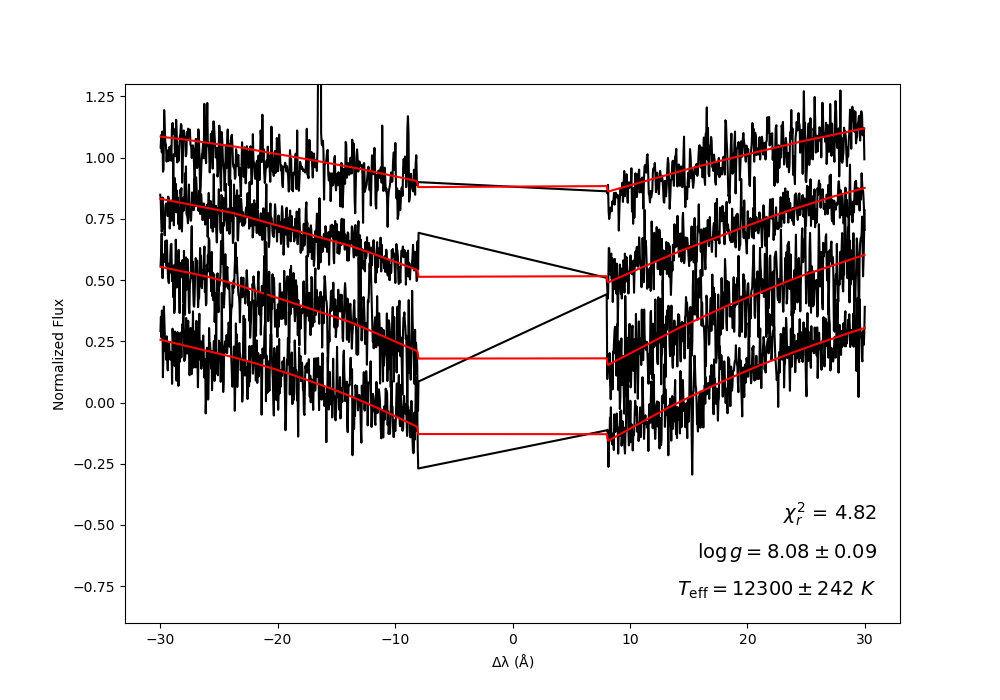 1.25
1.00
0.75
0.50
0.25
0.00
−0.25
−0.50
−0.75
Normalized Flux
χ²ᵣ = 4.82
log g = 8.08 ± 0.09
T_eff = 12300 ± 242 K
−30 −20 −10 0 10 20 30
Δλ (Å)